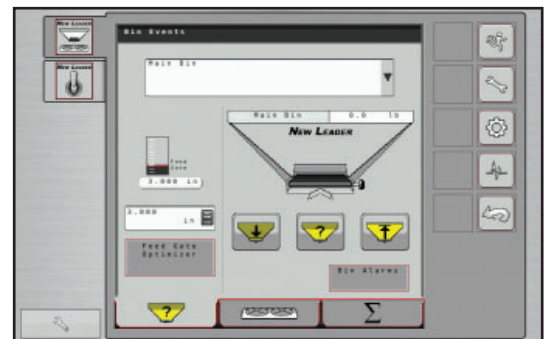 NEW LEADER
Bin Events
NEW LEADER
Main Bin
Main Bin 0.0 lb
NEW LEADER
Feed
Gate
3.000 in
3.000
in
?
Feed Gate
Optimizer
Bin Alarms
?
Σ